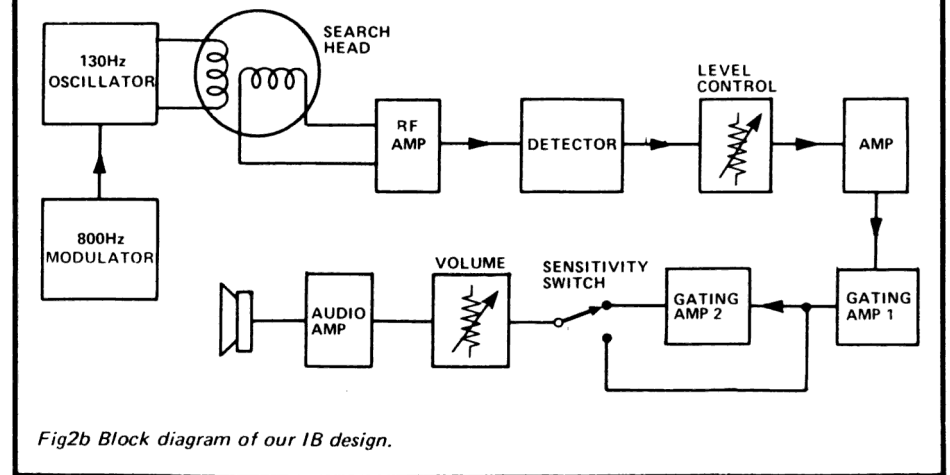 130Hz
OSCILLATOR
SEARCH
HEAD
RF
AMP
DETECTOR
LEVEL
CONTROL
AMP
800Hz
MODULATOR
AUDIO
AMP
VOLUME
SENSITIVITY
SWITCH
GATING
AMP 2
GATING
AMP 1
Fig2b Block diagram of our IB design.